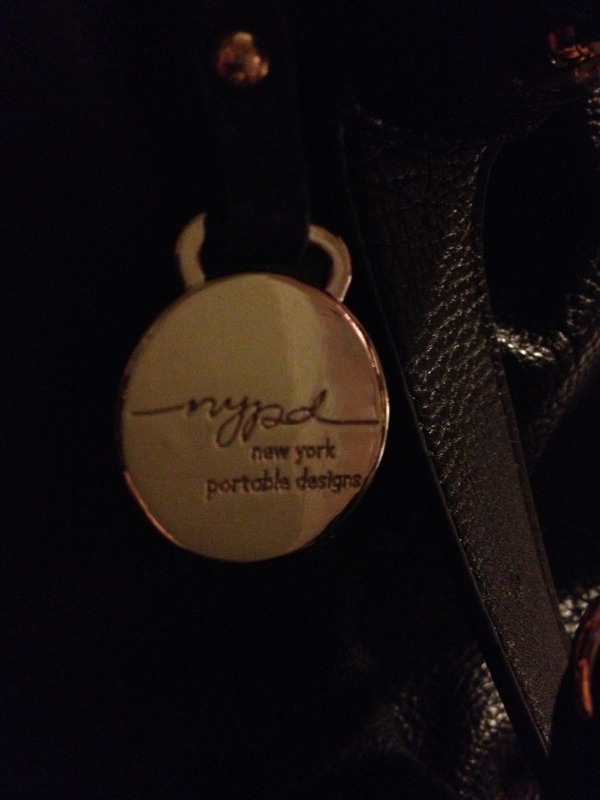 nypd
new york
portable designs